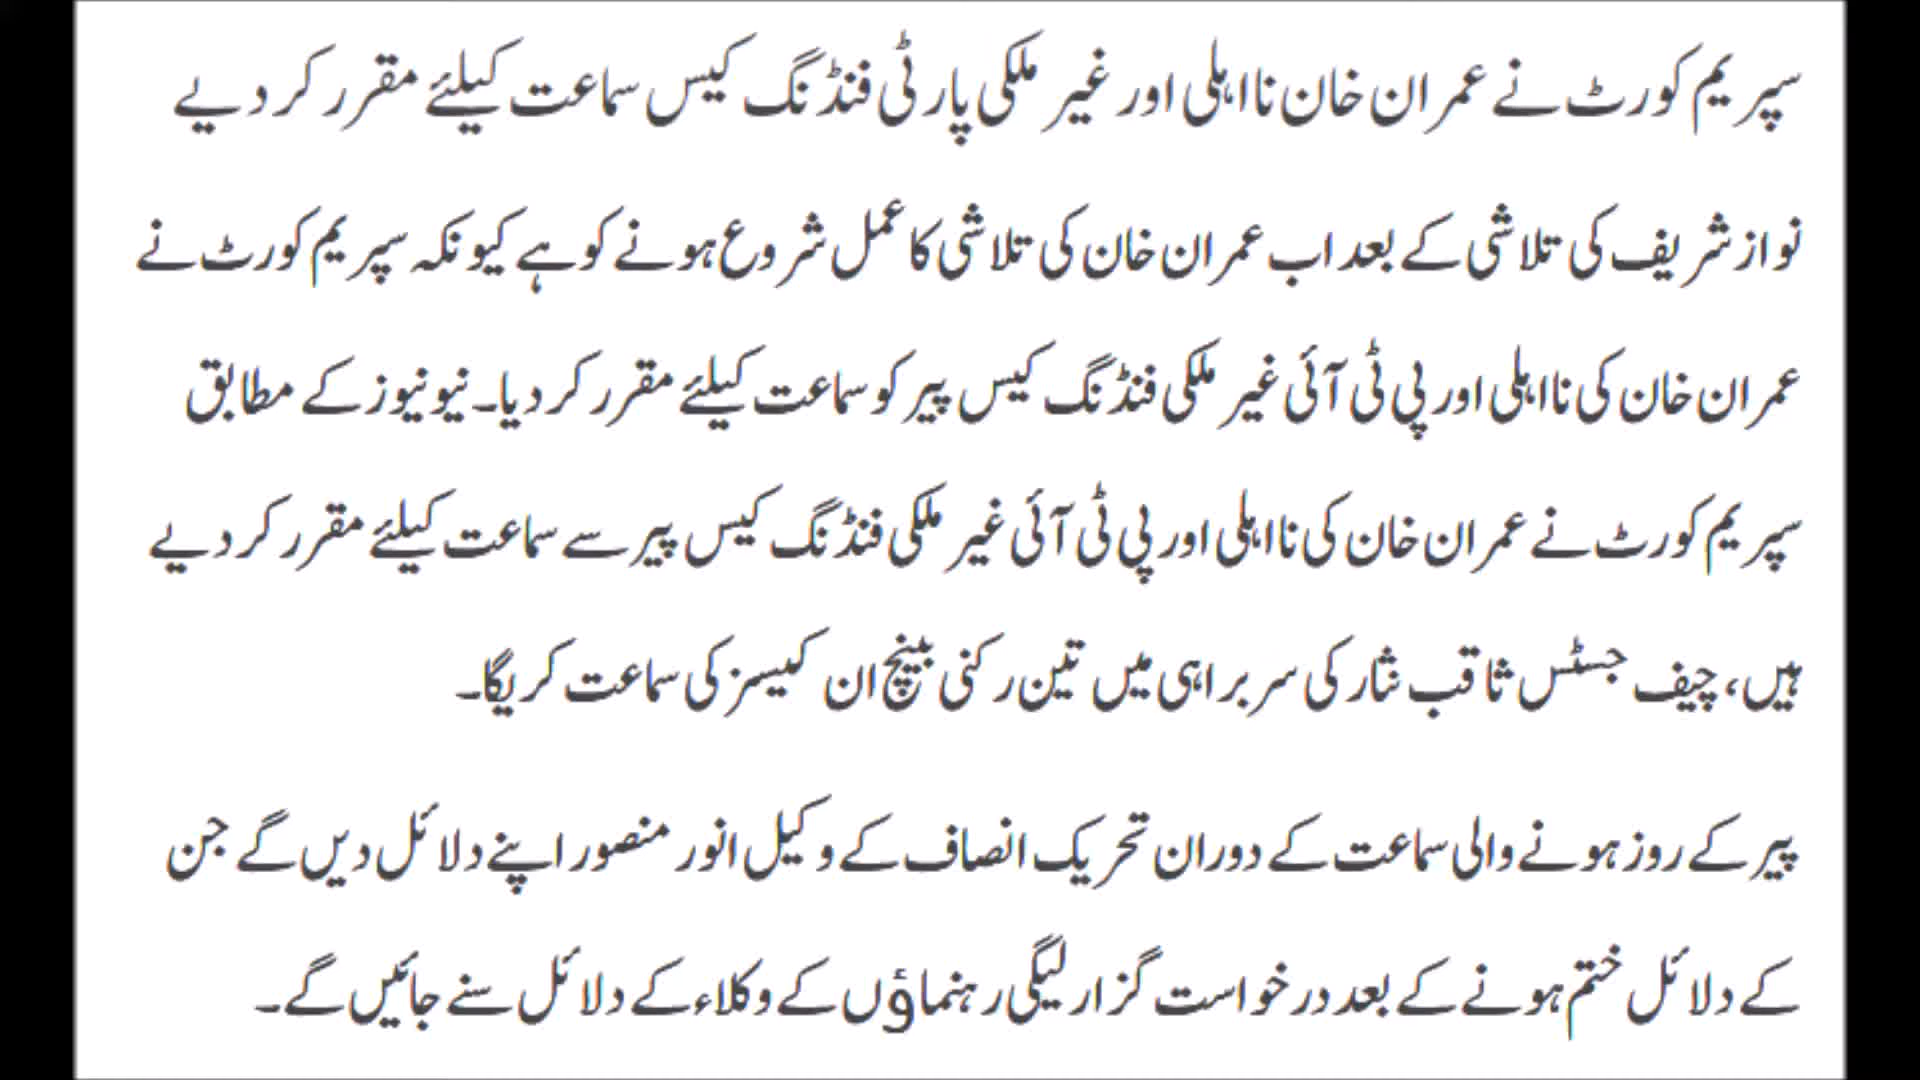 سپریم کورٹ نے عمران خان نااہلی اور غیر ملکی پارٹی فنڈنگ کیس سماعت کیلئے مقرر کر دیے
نواز شریف کی تلاشی کے بعد اب عمران خان کی تلاشی کا عمل شروع ہونے کو ہے کیونکہ سپریم کورٹ نے
عمران خان کی نااہلی اور پی ٹی آئی غیر ملکی فنڈنگ کیس پیر کو سماعت کیلئے مقرر کر دیا۔ نیو نیوز کے مطابق
سپریم کورٹ نے عمران خان کی نااہلی اور پی ٹی آئی غیر ملکی فنڈنگ کیس پیر سے سماعت کیلئے مقرر کر دیے
ہیں، چیف جسٹس ثاقب نثار کی سربراہی میں تین رکنی بینچ ان کیسز کی سماعت کریگا۔
پیر کے روز ہونے والی سماعت کے دوران تحریک انصاف کے وکیل انور منصور اپنے دلائل دیں گے جن
کے دلائل ختم ہونے کے بعد درخواست گزار لیگی رہنماؤں کے وکلاء کے دلائل سنے جائیں گے۔